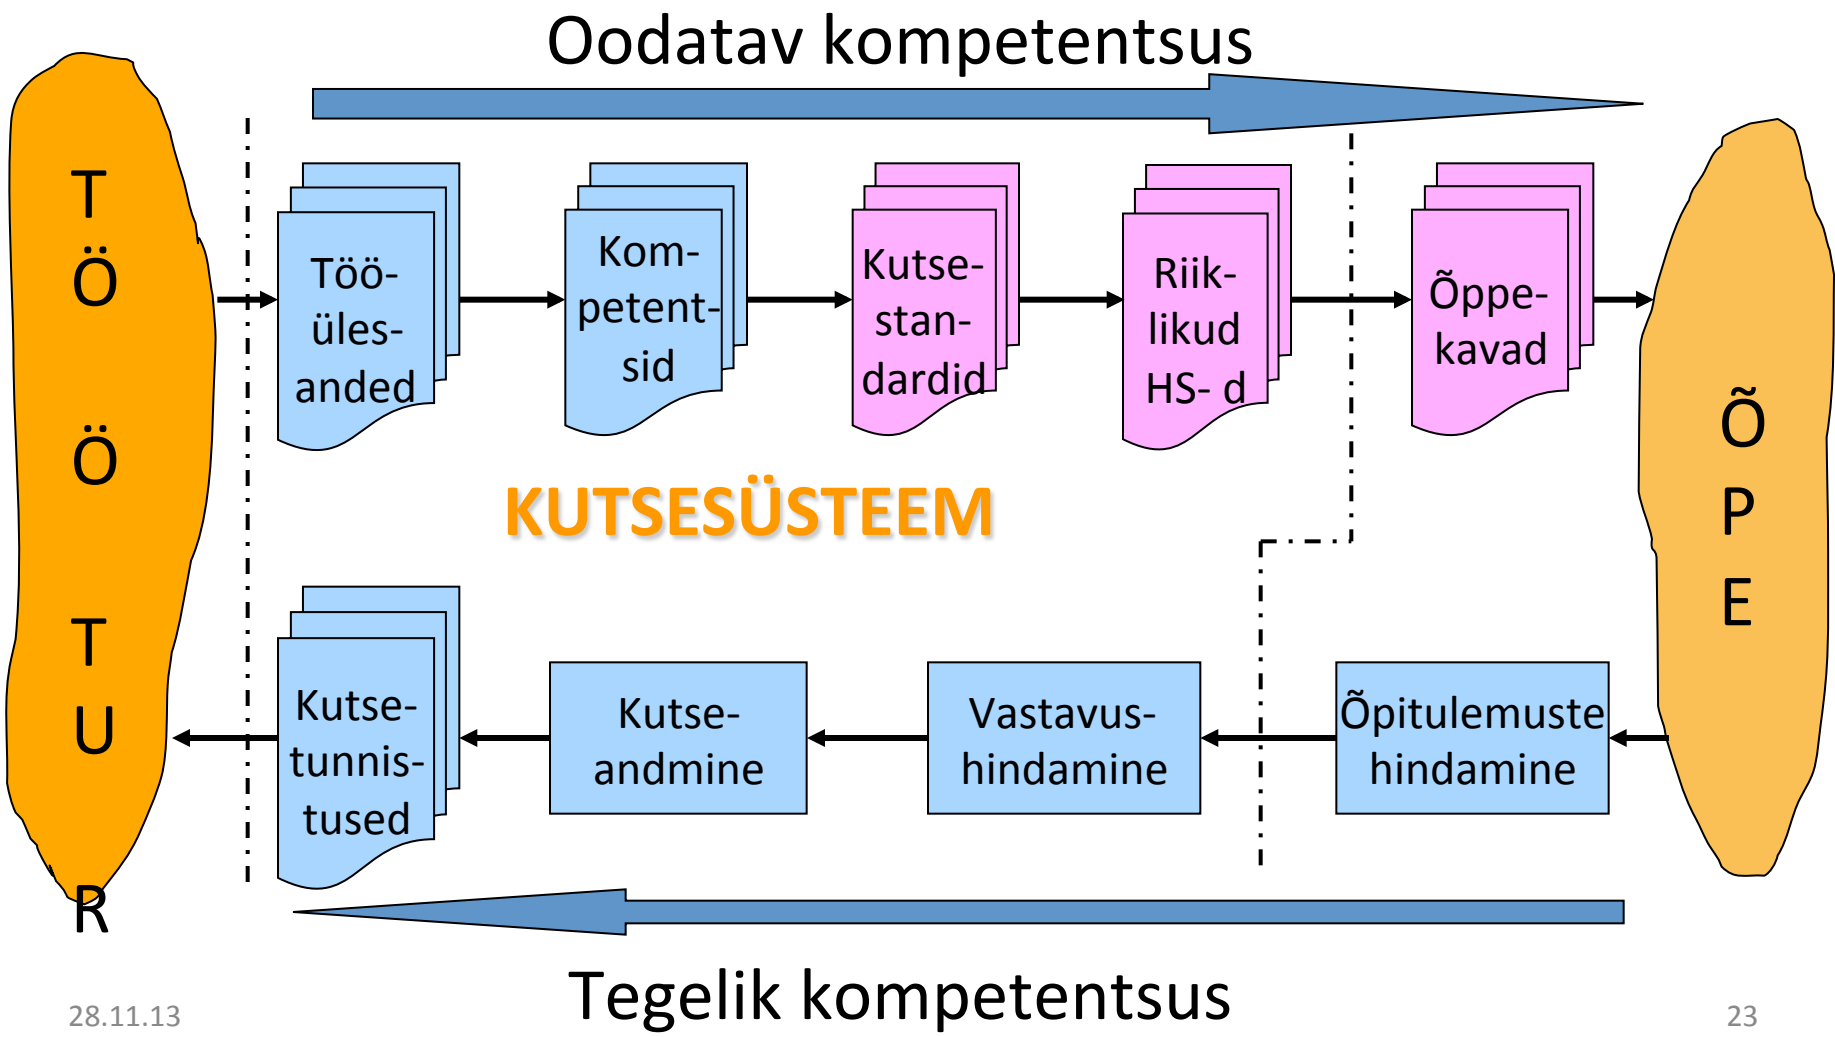 Oodatav kompetentsus
T
Ö
Ö
T
U
R
Töö-
üles-
anded
Kom-
petent-
sid
Kutse-
stan-
dardid
Riik-
likud
HS- d
Õppe-
kavad
Õ
P
E
KUTSESÜSTEEM
Kutse-
tunnis-
tused
Kutse-
andmine
Vastavus-
hindamine
Õpitulemuste
hindamine
Tegelik kompetentsus
28.11.13
23